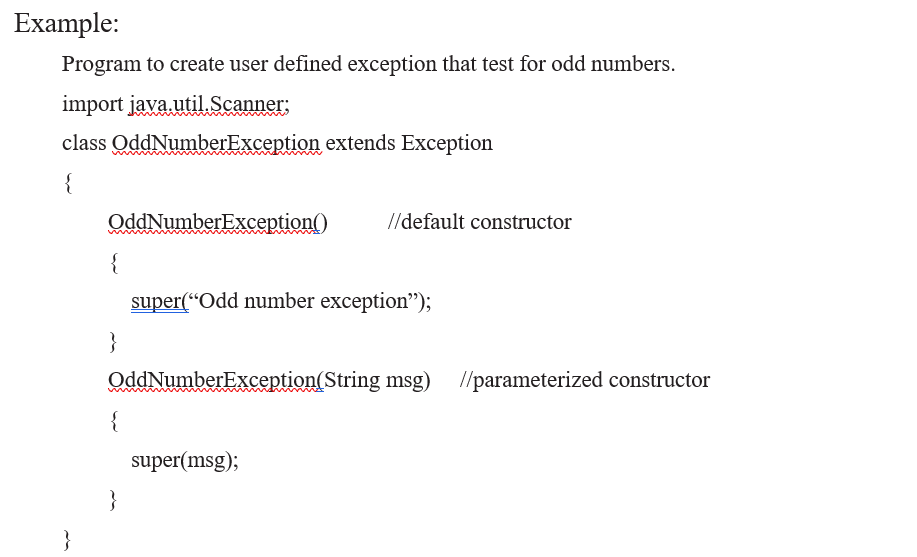 Example:
Program to create user defined exception that test for odd numbers.
import java.util.Scanner;
class OddNumberException extends Exception
{
OddNumberException() //default constructor
{
super(“Odd number exception”);
}
OddNumberException(String msg) //parameterized constructor
{
super(msg);
}
}